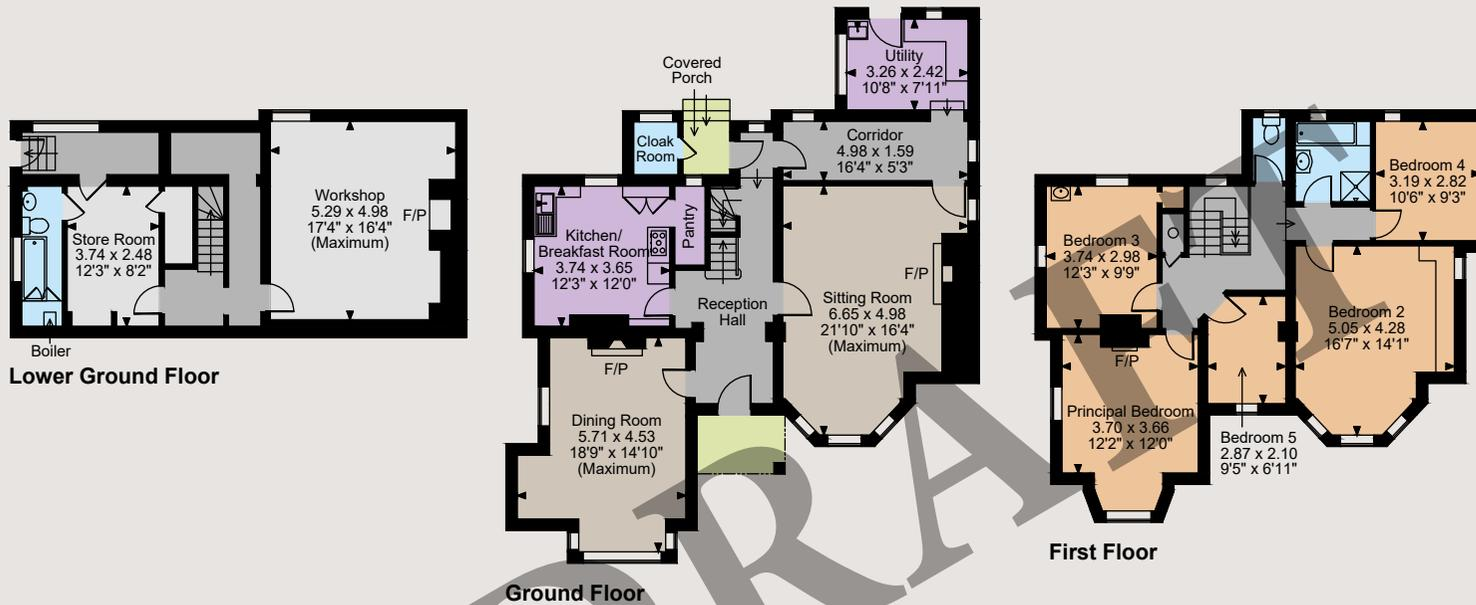 Workshop
5.29 x 4.98
17'4" x 16'4"
(Maximum)
F/P
Store Room
3.74 x 2.48
12'3" x 8'2"
Boiler
Lower Ground Floor
Utility
3.26 x 2.42
10'8" x 7'11"
Covered
Porch
Cloak
Room
Corridor
4.98 x 1.59
16'4" x 5'3"
Kitchen/
Breakfast Room
3.74 x 3.65
12'3" x 12'0"
Pantry
Reception
Hall
F/P
Sitting Room
6.65 x 4.98
21'10" x 16'4"
(Maximum)
F/P
Dining Room
5.71 x 4.53
18'9" x 14'10"
(Maximum)
Ground Floor
Bedroom 4
3.19 x 2.82
10'6" x 9'3"
Bedroom 3
3.74 x 2.98
12'3" x 9'9"
Bedroom 2
5.05 x 4.28
16'7" x 14'1"
F/P
Principal Bedroom
3.70 x 3.66
12'2" x 12'0"
Bedroom 5
2.87 x 2.10
9'5" x 6'11"
First Floor
DRAFT